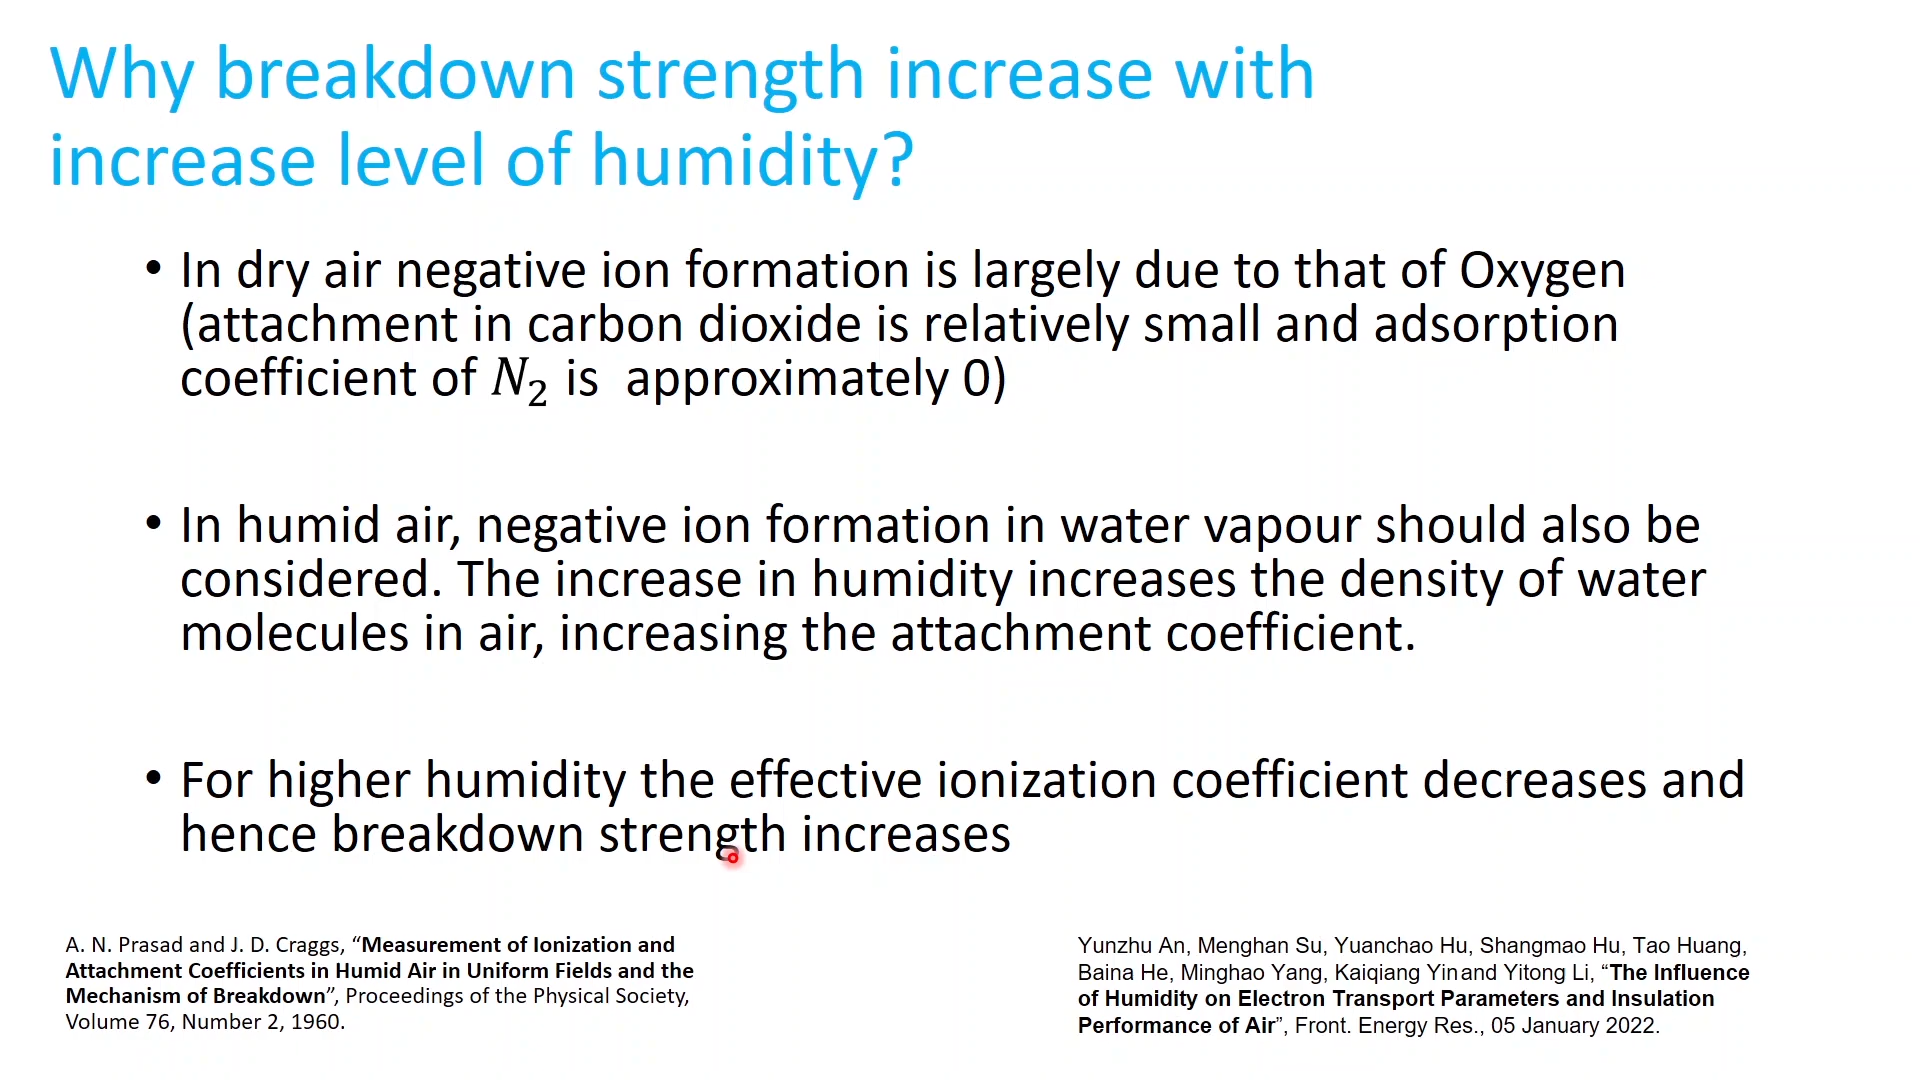 Why breakdown strength increase with
increase level of humidity?
• In dry air negative ion formation is largely due to that of Oxygen
(attachment in carbon dioxide is relatively small and adsorption
coefficient of N₂ is approximately 0)
• In humid air, negative ion formation in water vapour should also be
considered. The increase in humidity increases the density of water
molecules in air, increasing the attachment coefficient.
• For higher humidity the effective ionization coefficient decreases and
hence breakdown strength increases
A. N. Prasad and J. D. Craggs, “Measurement of Ionization and
Attachment Coefficients in Humid Air in Uniform Fields and the
Mechanism of Breakdown”, Proceedings of the Physical Society,
Volume 76, Number 2, 1960.
Yunzhu An, Menghan Su, Yuanchao Hu, Shangmao Hu, Tao Huang,
Baina He, Minghao Yang, Kaiqiang Yin and Yitong Li, “The Influence
of Humidity on Electron Transport Parameters and Insulation
Performance of Air”, Front. Energy Res., 05 January 2022.